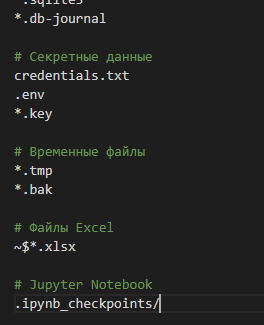 *.db-journal
# Секретные данные
credentials.txt
.env
*.key
# Временные файлы
*.tmp
*.bak
# Файлы Excel
~$*.xlsx
# Jupyter Notebook
.ipynb_checkpoints/